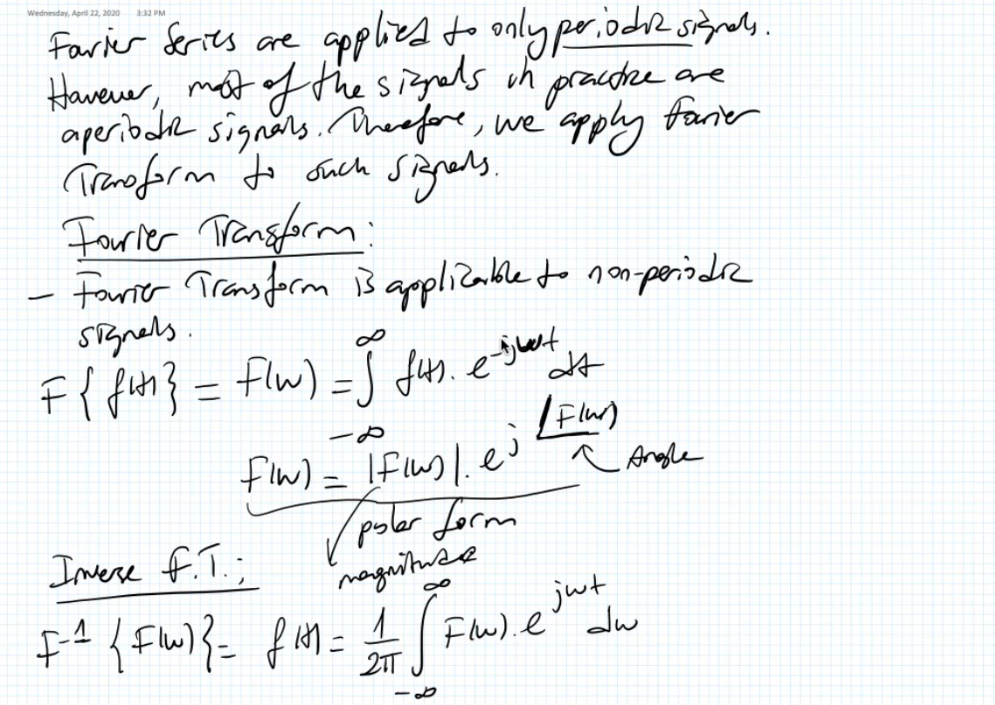 Wednesday, April 22, 2020 3:32 PM
Fourier Series are applied to only periodic signals.
However, most of the signals in practice are
aperiodic signals. Therefore, we apply Fourier
Transform to such signals.
Fourier Transform:
- Fourier Transform is applicable to non-periodic
signals.
F{f(t)} = F(w) = ∫_{-∞}^{∞} f(t). e^{-jwt} dt
F(w) = |F(w)|. e^{j∠F(w)}
Angle
polar form
magnitude
Inverse F.T.:
F^{-1}{F(w)} = f(t) = 1/2π ∫_{-∞}^{∞} F(w). e^{jwt} dw